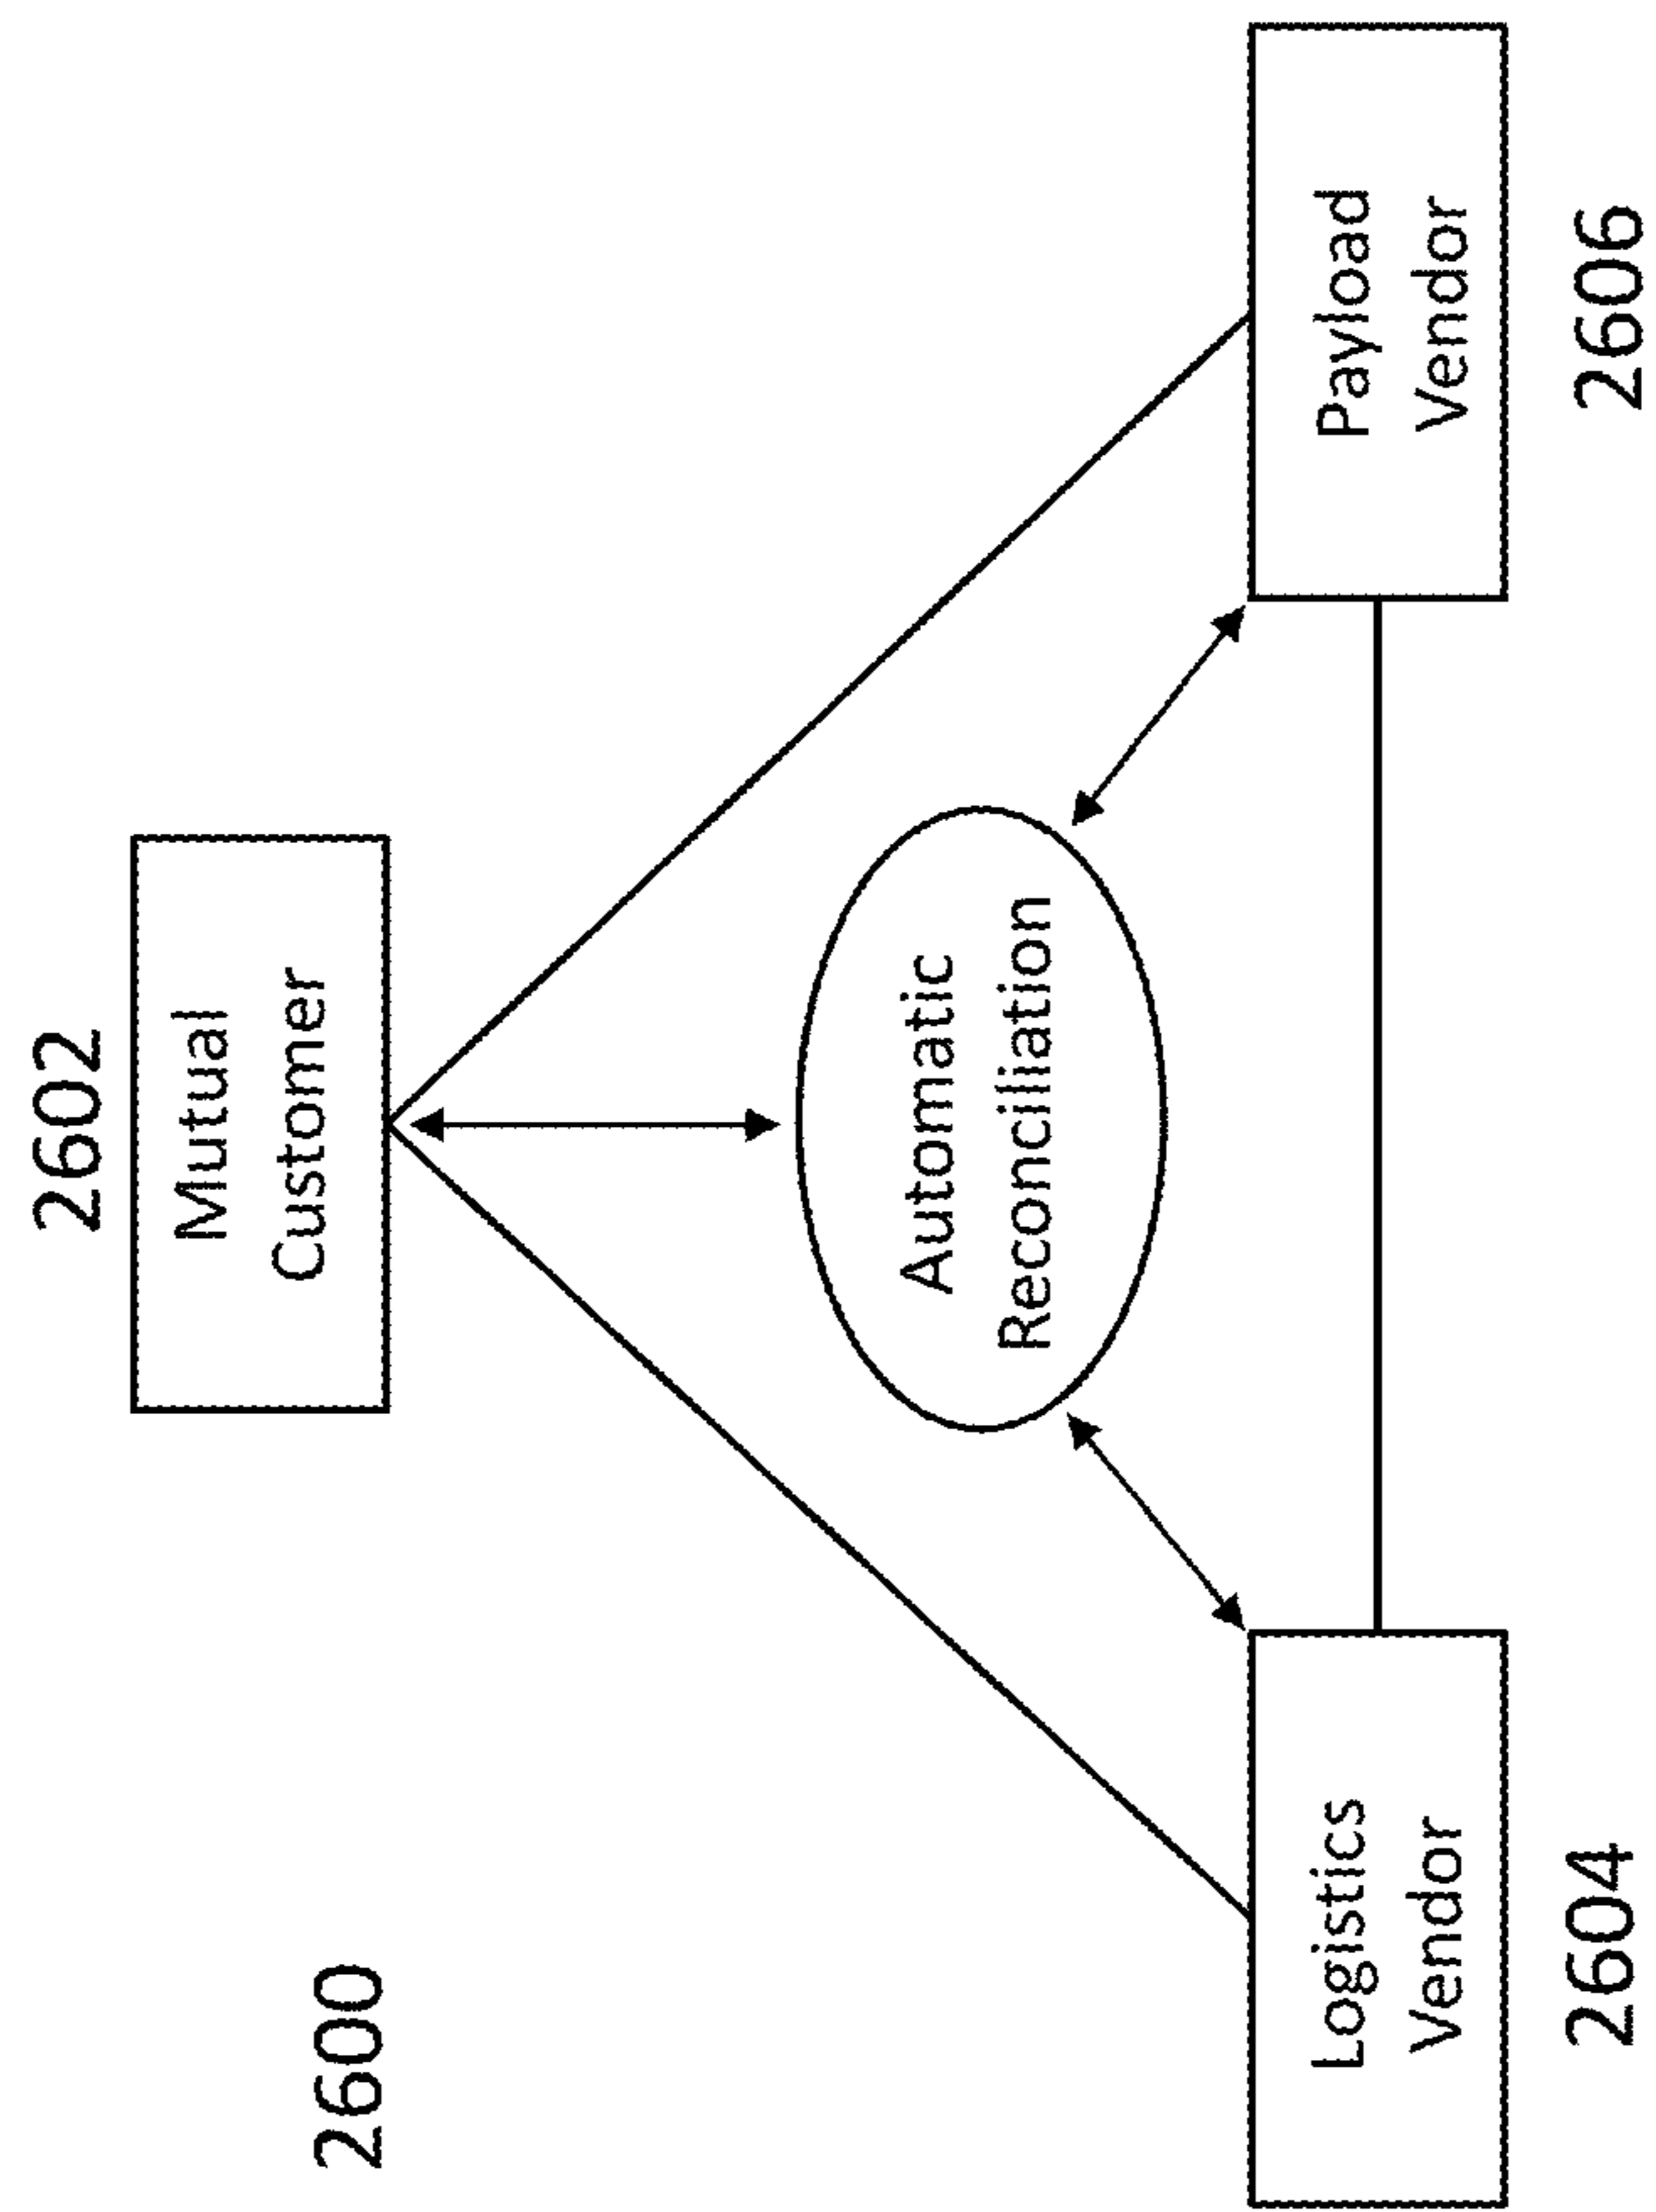 2600
2602
Mutual
Customer
Automatic
Reconciliation
Logistics
Vendor
2604
Payload
Vendor
2606